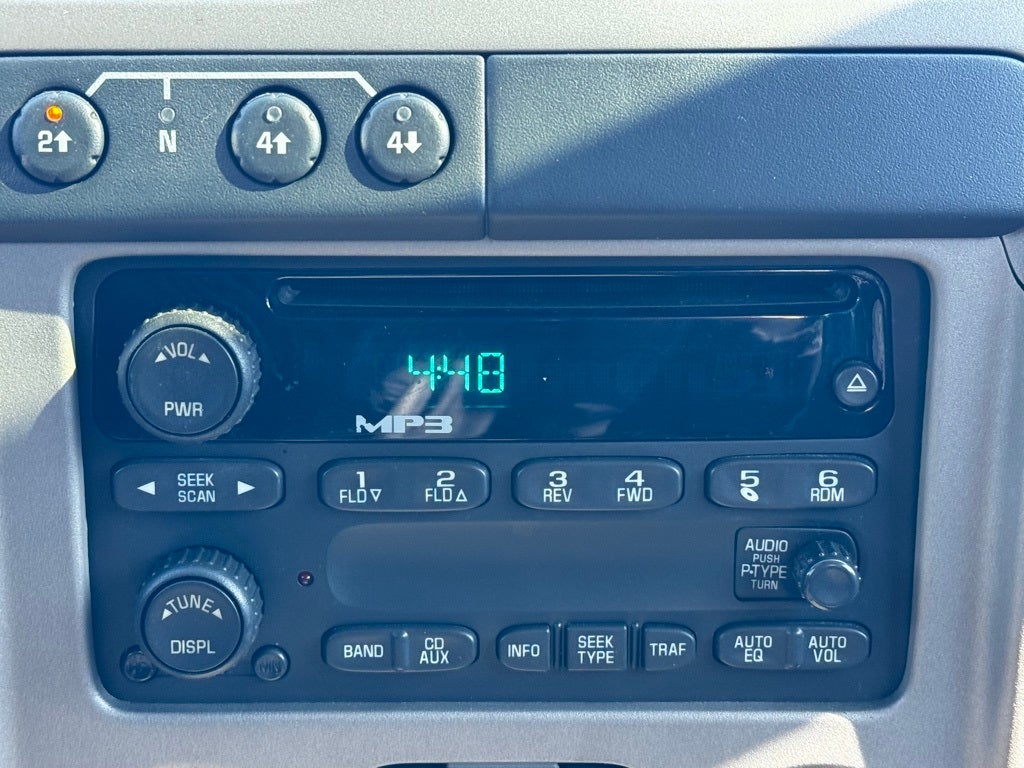 2↑ N 4↑ 4↓
VOL
PWR
4:48
MP3
SEEK
SCAN
1 2 3 4 5 6
FLD▽ FLD△ REV FWD RDM
AUDIO
PUSH
P-TYPE
TURN
TUNE
DISPL
BAND
CD
AUX
INFO
SEEK
TYPE
TRAF
AUTO
EQ
AUTO
VOL